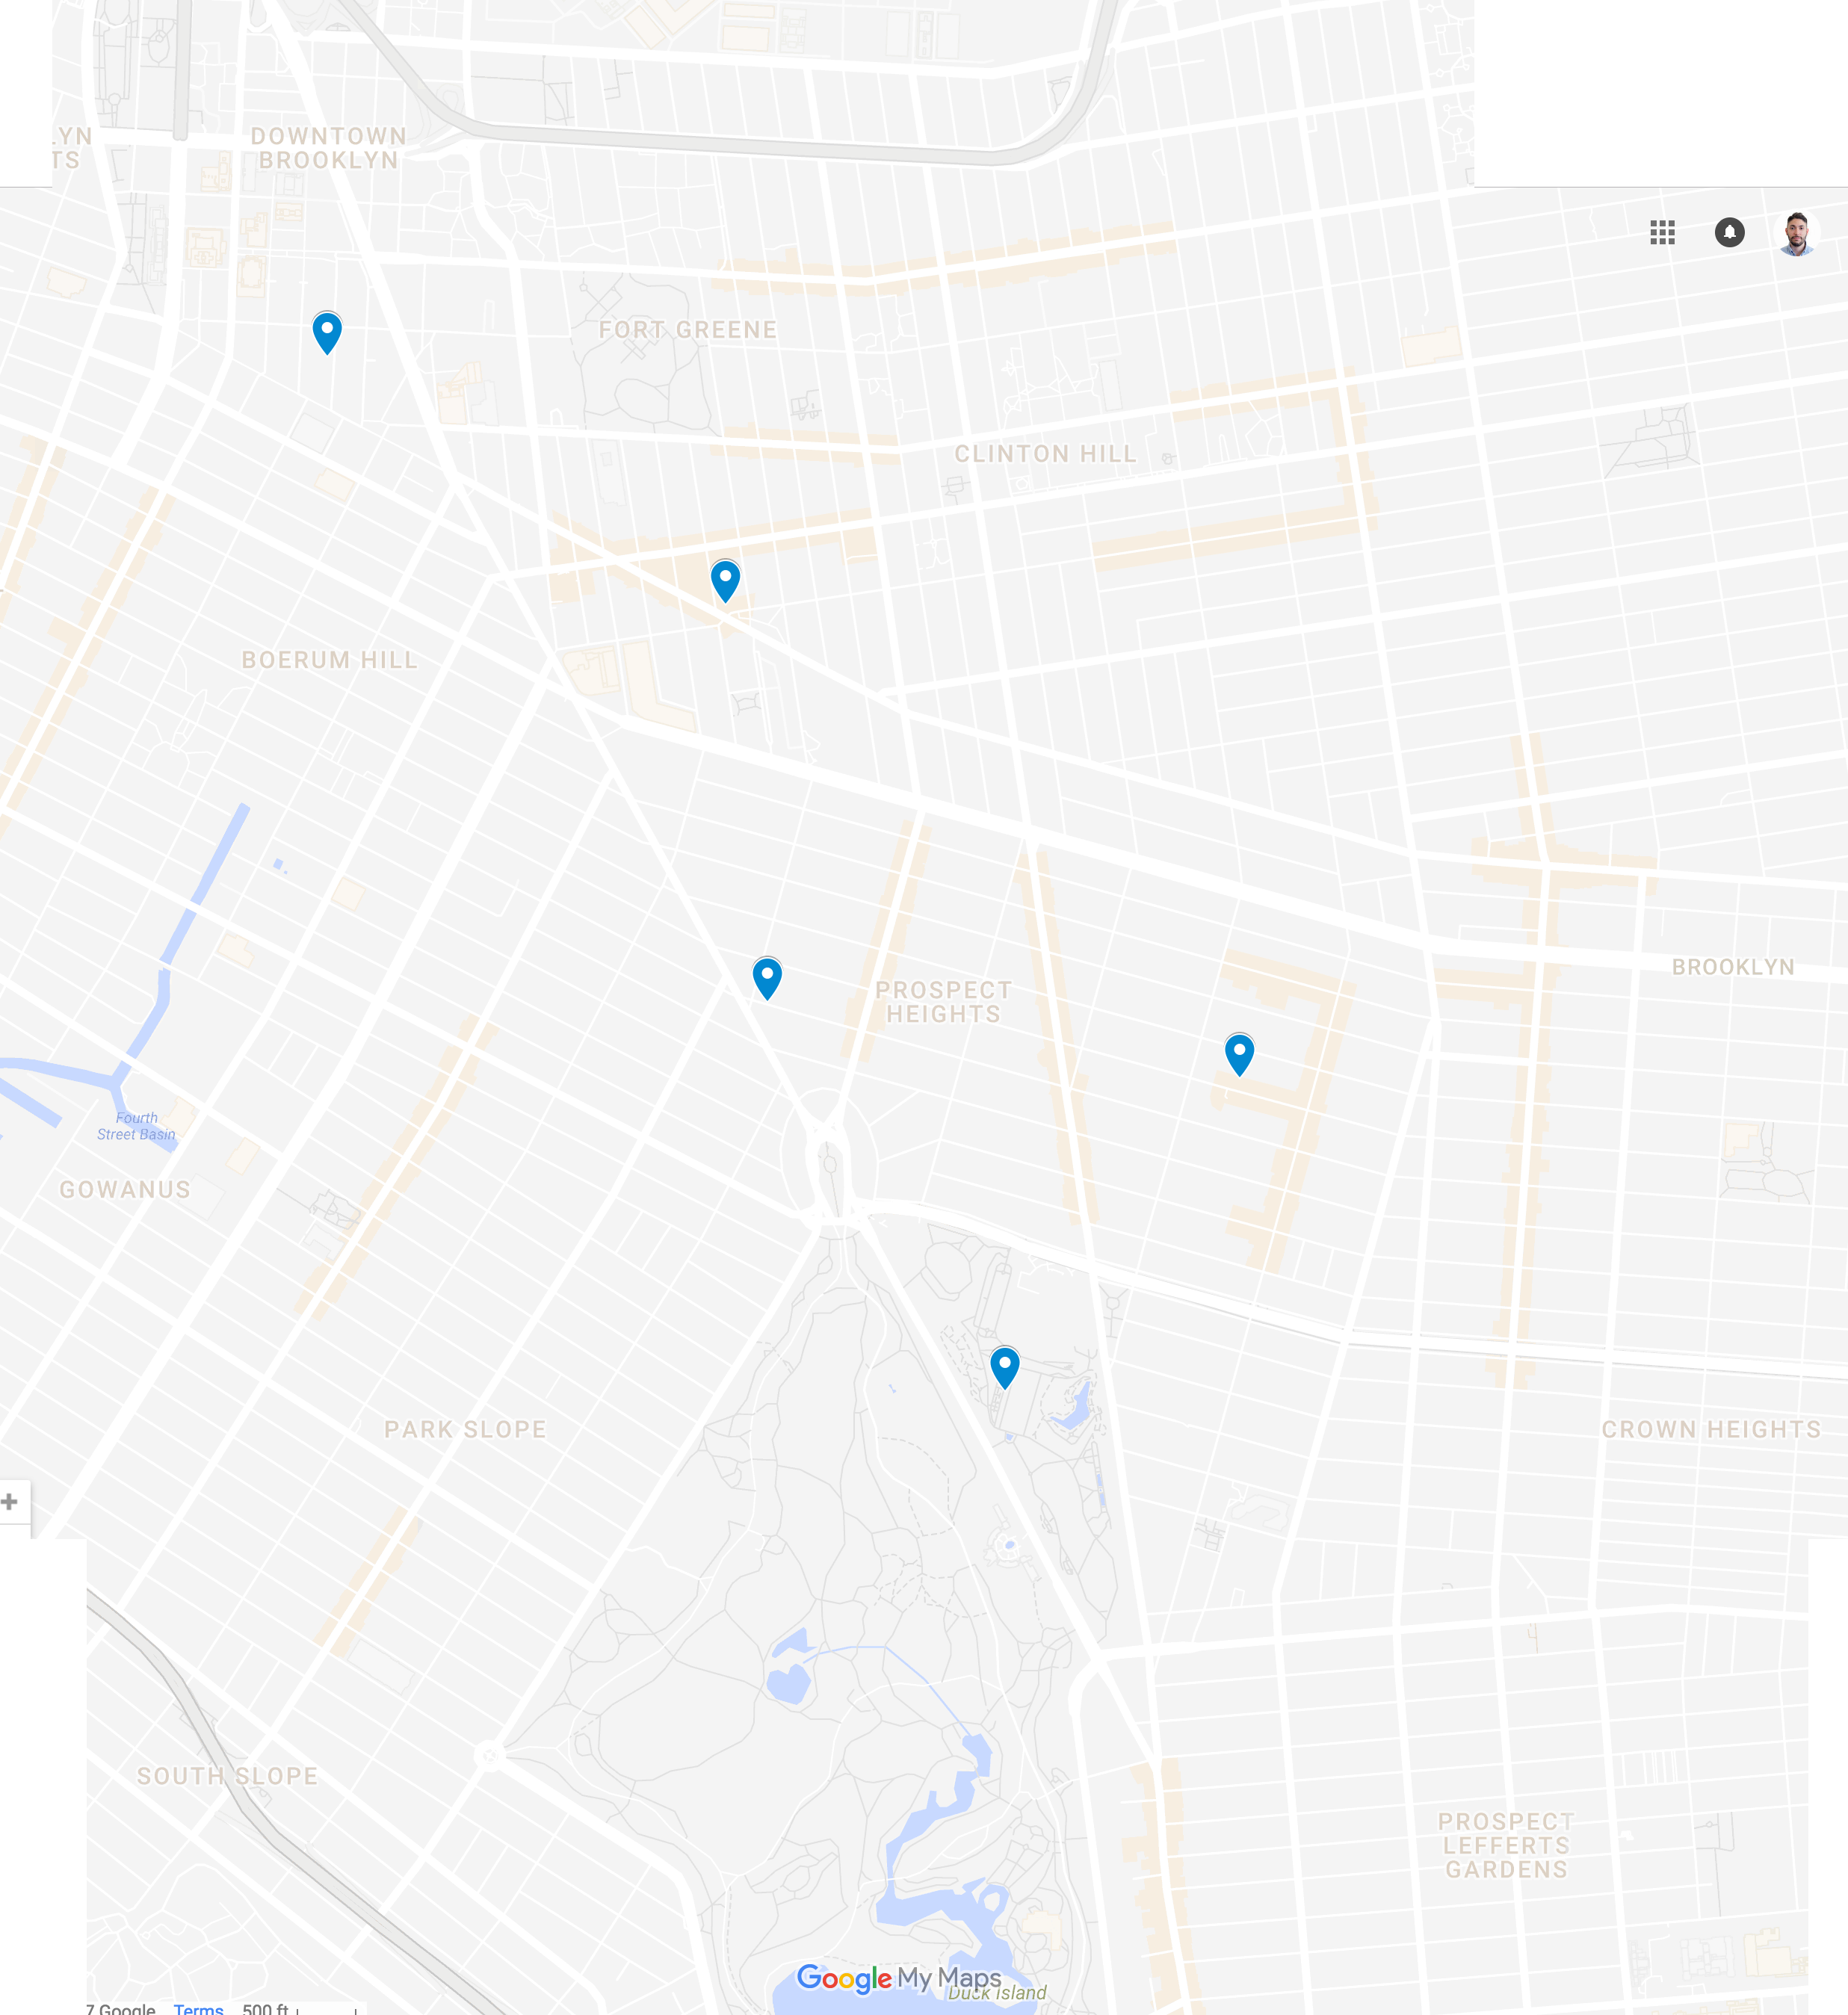 LYN
TS
DOWNTOWN
BROOKLYN
FORT GREENE
CLINTON HILL
BOERUM HILL
BROOKLYN
PROSPECT
HEIGHTS
Fourth
Street Basin
GOWANUS
PARK SLOPE
CROWN HEIGHTS
SOUTH SLOPE
PROSPECT
LEFFERTS
GARDENS
Google My Maps
Duck Island
7 Google Terms 500 ft